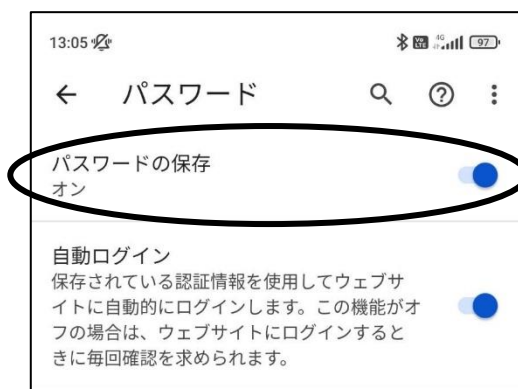 13:05
Vo LTE 4G 97
パスワード
パスワードの保存
オン
自動ログイン
保存されている認証情報を使用してウェブサ
イトに自動的にログインします。この機能がオ
フの場合は、ウェブサイトにログインすると
きに毎回確認を求められます。